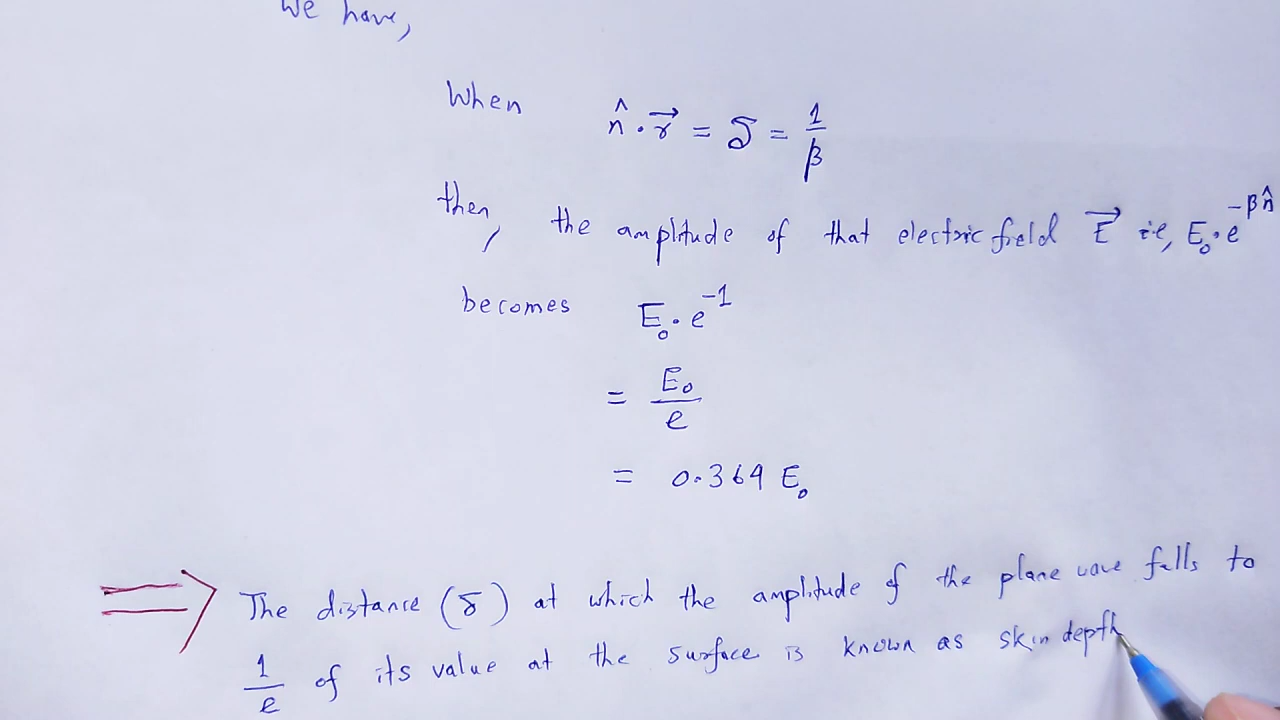 We have,
When n̂ · r⃗ = δ = 1/β
then, the amplitude of that electric field E⃗ ie, E₀·e^(-βn̂
becomes E₀·e⁻¹
= E₀/e
= 0.369 E₀
⟹ The distance (δ) at which the amplitude of the plane wave falls to
1/e of its value at the surface is known as skin depth